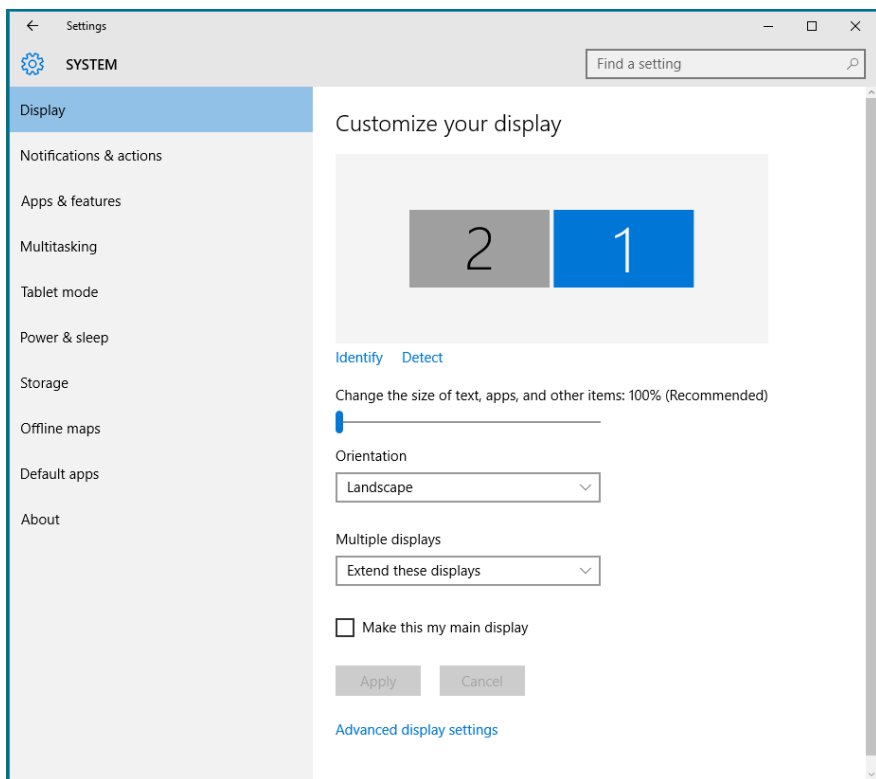 Settings
SYSTEM
Find a setting
Display
Notifications & actions
Apps & features
Multitasking
Tablet mode
Power & sleep
Storage
Offline maps
Default apps
About
Customize your display
2 1
Identify Detect
Change the size of text, apps, and other items: 100% (Recommended)
Orientation
Landscape
Multiple displays
Extend these displays
Make this my main display
Apply Cancel
Advanced display settings